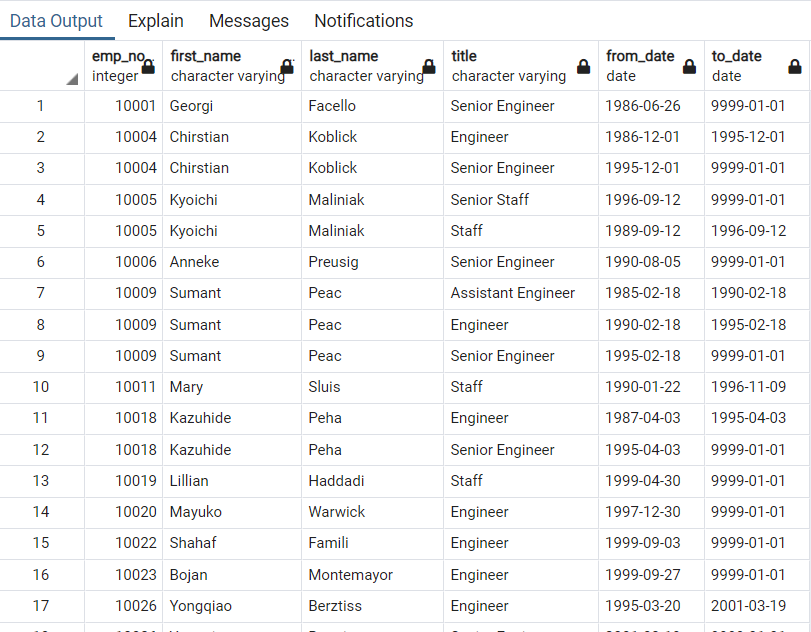 Data Output Explain Messages Notifications
emp_no first_name last_name title from_date to_date
integer character varying character varying character varying date date
1 10001 Georgi Facello Senior Engineer 1986-06-26 9999-01-01
2 10004 Chirstian Koblick Engineer 1986-12-01 1995-12-01
3 10004 Chirstian Koblick Senior Engineer 1995-12-01 9999-01-01
4 10005 Kyoichi Maliniak Senior Staff 1996-09-12 9999-01-01
5 10005 Kyoichi Maliniak Staff 1989-09-12 1996-09-12
6 10006 Anneke Preusig Senior Engineer 1990-08-05 9999-01-01
7 10009 Sumant Peac Assistant Engineer 1985-02-18 1990-02-18
8 10009 Sumant Peac Engineer 1990-02-18 1995-02-18
9 10009 Sumant Peac Senior Engineer 1995-02-18 9999-01-01
10 10011 Mary Sluis Staff 1990-01-22 1996-11-09
11 10018 Kazuhide Peha Engineer 1987-04-03 1995-04-03
12 10018 Kazuhide Peha Senior Engineer 1995-04-03 9999-01-01
13 10019 Lillian Haddadi Staff 1999-04-30 9999-01-01
14 10020 Mayuko Warwick Engineer 1997-12-30 9999-01-01
15 10022 Shahaf Famili Engineer 1999-09-03 9999-01-01
16 10023 Bojan Montemayor Engineer 1999-09-27 9999-01-01
17 10026 Yongqiao Berztiss Engineer 1995-03-20 2001-03-19